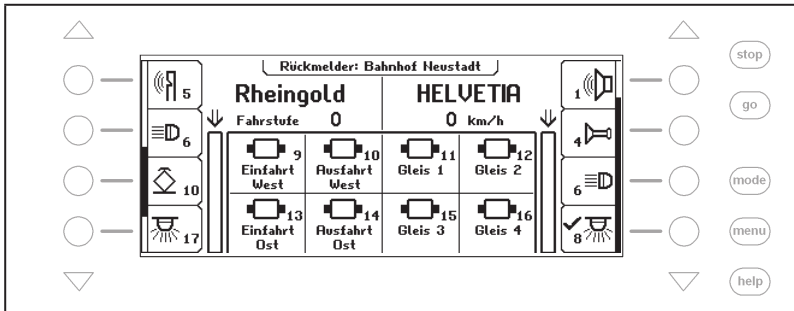 Rückmelder: Bahnhof Neustadt
Rheingold HELVETIA
Fahrstufe 0 0 km/h
5 1
6 4
10 6
17 8
9 10 11 12
Einfahrt West Ausfahrt West Gleis 1 Gleis 2
13 14 15 16
Einfahrt Ost Ausfahrt Ost Gleis 3 Gleis 4
stop
go
mode
menu
help